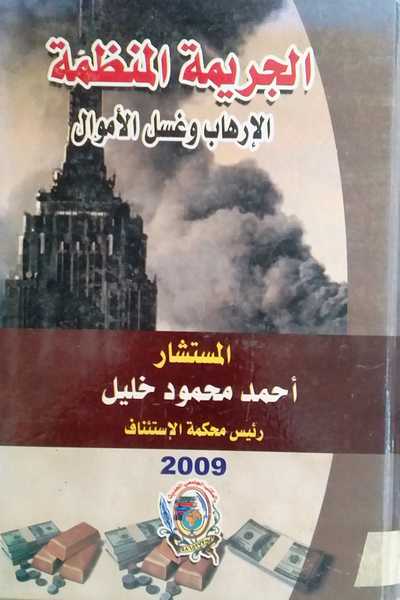 الجريمة المنظمة
الإرهاب وغسل الأموال
المستشار
أحمد محمود خليل
رئيس محكمة الإستئناف
2009